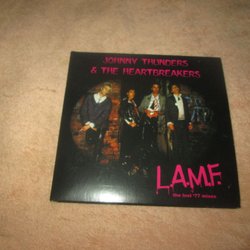 JOHNNY THUNDERS
& THE HEARTBREAKERS
L.A.M.F.
the lost '77 mixes